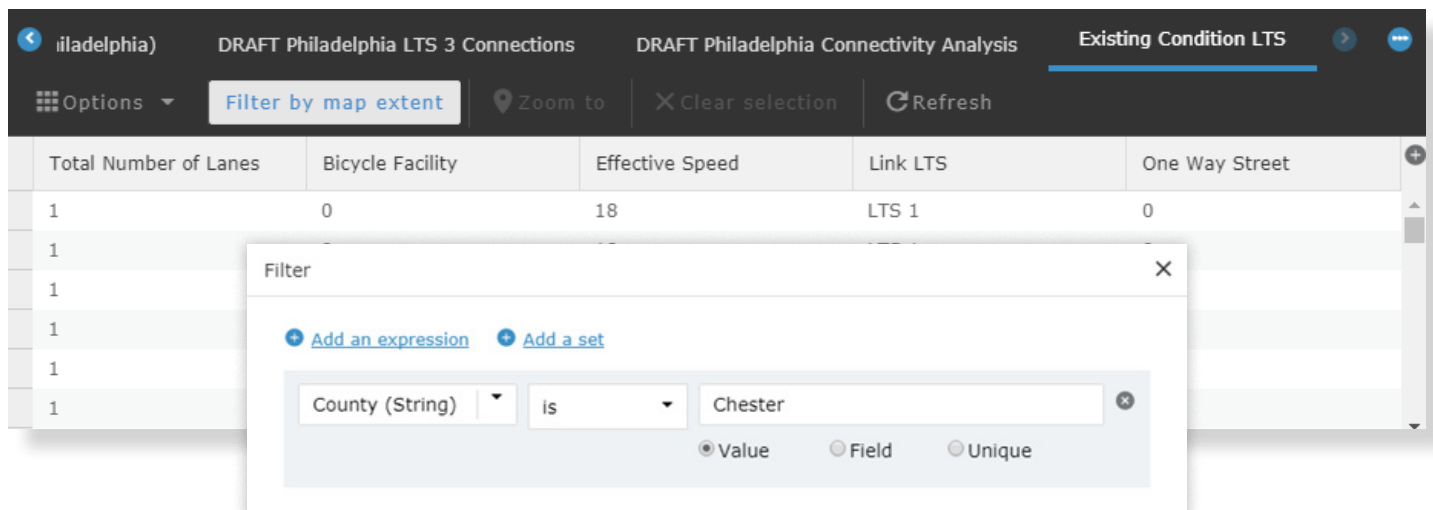 iladelphia) DRAFT Philadelphia LTS 3 Connections DRAFT Philadelphia Connectivity Analysis Existing Condition LTS
Options Filter by map extent Zoom to Clear selection Refresh
Total Number of Lanes Bicycle Facility Effective Speed Link LTS One Way Street
1 0 18 LTS 1 0
1
1
1
1
1
Filter
Add an expression Add a set
County (String) is Chester
Value Field Unique